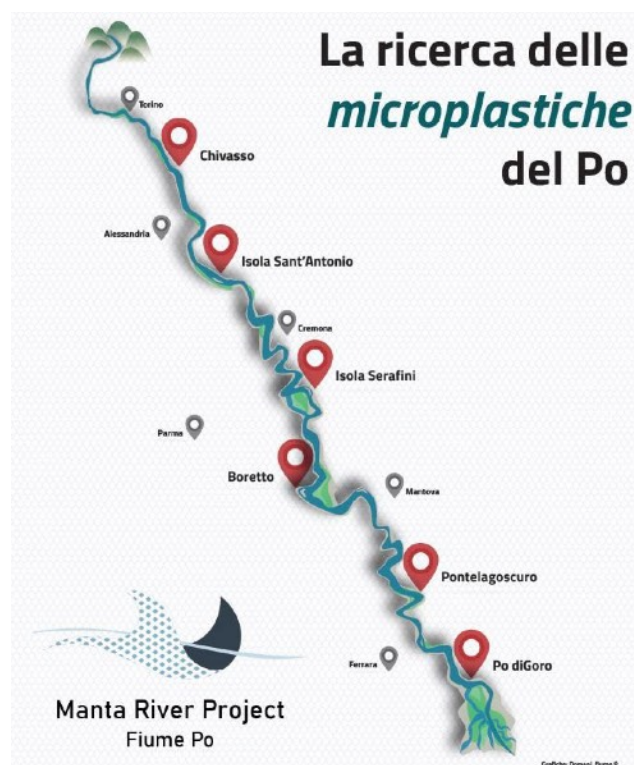 La ricerca delle
microplastiche
del Po
Torino
Chivasso
Alessandria
Isola Sant'Antonio
Cremona
Isola Serafini
Parma
Boretto
Mantova
Pontelagoscuro
Ferrara
Po diGoro
Manta River Project
Fiume Po